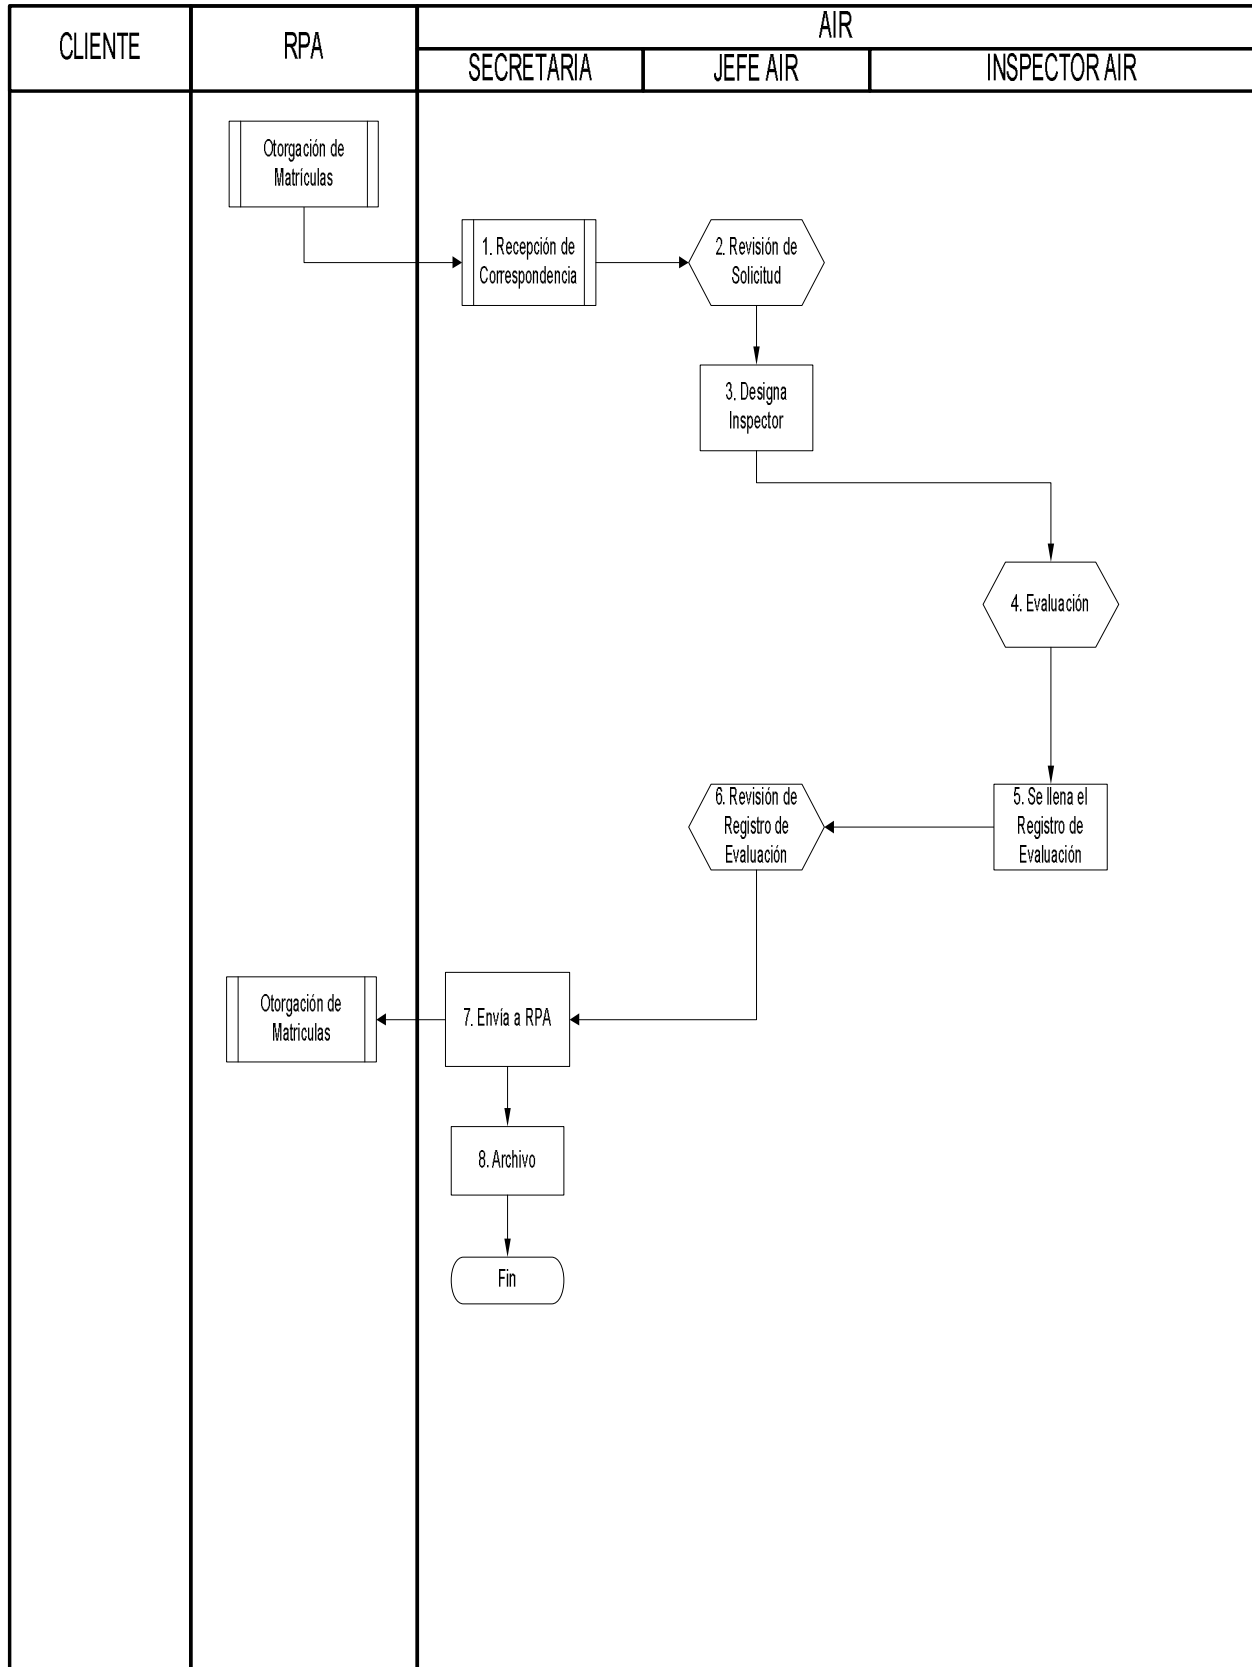 CLIENTE
RPA
AIR
SECRETARIA
JEFE AIR
INSPECTOR AIR
Otorgación de
Matrículas
1. Recepción de
Correspondencia
2. Revisión de
Solicitud
3. Designa
Inspector
4. Evaluación
5. Se llena el
Registro de
Evaluación
6. Revisión de
Registro de
Evaluación
7. Envía a RPA
Otorgación de
Matriculas
8. Archivo
Fin